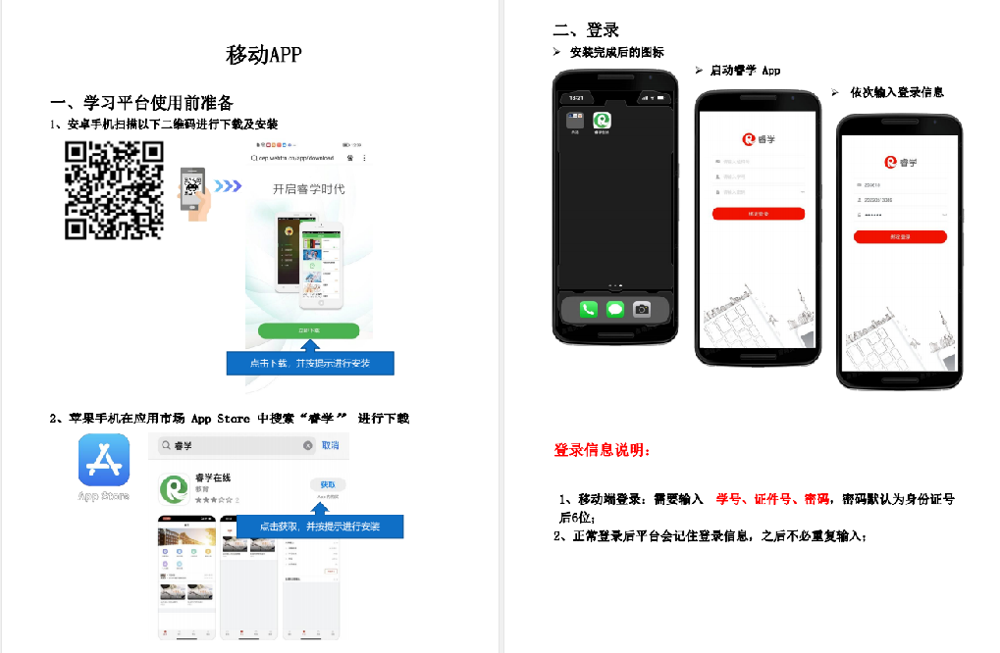 移动APP
一、学习平台使用前准备
1、安卓手机扫描以下二维码进行下载及安装
开启睿学时代
立即下载
点击下载，并按提示进行安装
2、苹果手机在应用市场 App Store 中搜索“睿学” 进行下载
App Store
睿学
取消
睿学在线
教育
获取
点击获取，并按提示进行安装
二、登录
➢ 安装完成后的图标
13:21
➢ 启动睿学 App
睿学
➢ 依次输入登录信息
睿学
登录信息说明：
1、移动端登录：需要输入 学号、证件号、密码，密码默认为身份证号
后6位；
2、正常登录后平台会记住登录信息，之后不必重复输入；